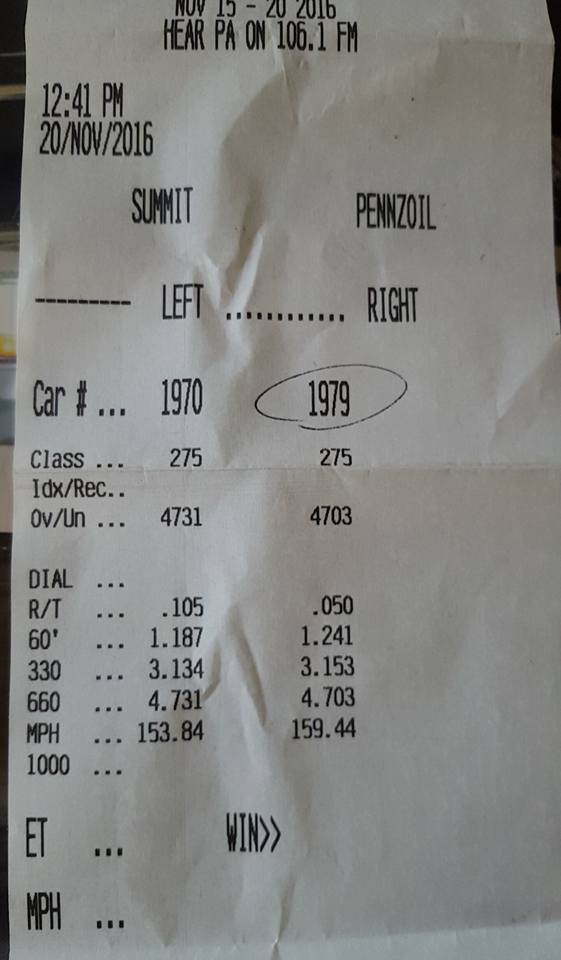 NOV 15 - 20 2016
HEAR PA ON 106.1 FM
12:41 PM
20/NOV/2016
SUMMIT PENNZOIL
--------- LEFT ............ RIGHT
Car # ... 1970 1979
Class ... 275 275
Idx/Rec..
Ov/Un ... 4731 4703
DIAL ...
R/T ... .105 .050
60' ... 1.187 1.241
330 ... 3.134 3.153
660 ... 4.731 4.703
MPH ... 153.84 159.44
1000 ...
ET ... WIN>>
MPH ...